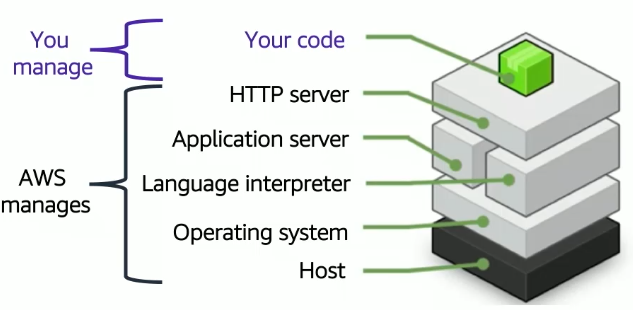 You
manage
Your code
HTTP server
Application server
AWS
manages
Language interpreter
Operating system
Host